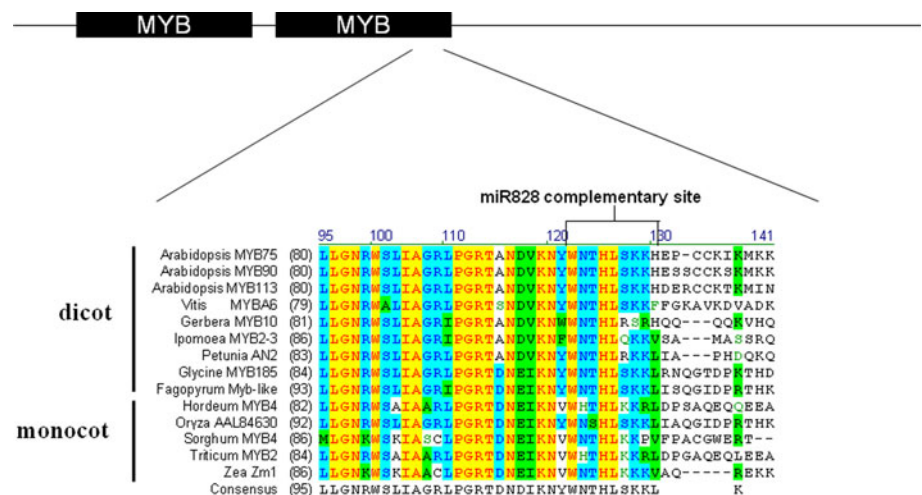 MYB MYB
miR828 complementary site
95 100 110 120 130 141
dicot
Arabidopsis MYB75 (80) LLGNRWSLIAGRLPGRTANDVKNYWNTHLSKKHEP-CCKIKMKK
Arabidopsis MYB90 (80) LLGNRWSLIAGRLPGRTANDVKNYWNTHLSKKHESSCCKSKMKK
Arabidopsis MYB113 (80) LLGNRWSLIAGRLPGRTANDVKNYWNTHLSKKHDERCCKTKMIN
Vitis MYBA6 (79) LLGNRWALIAGRLPGRTSNDVKNYWNTHLSKKFFGKAVKDVADK
Gerbera MYB10 (81) LLGNRWSLIAGRIPGRTANDVKNWWNTHLRSRHQQ---QQKVHQ
Ipomoea MYB2-3 (86) LLGNRWSLIAGRIPGRTANDVKNFWNTHLQKKVSA---MASSRQ
Petunia AN2 (83) LLGNRWSLIAGRLPGRTANDVKNYWNTHLRKKLIA---PHDQKQ
Glycine MYB185 (84) LLGNRWSLIAGRLPGRTDNEIKNYWNTHLSKKLRNQGTDPKTHD
Fagopyrum Myb-like (93) LLGNRWSLIAGRIPGRTDNEIKNYWNTHLSKKLISQGIDPRTHK
monocot
Hordeum MYB4 (82) LLGNRWSAIAARLPGRTDNEIKNVWHTHLKKRLDPSAQEQQEEA
Oryza AAL84630 (92) LLGNRWSLIAGRLPGRTDNEIKNYWNSHLSKKLIAQGIDPRTHK
Sorghum MYB4 (86) MLGNKWSKIASCLPGRTDNEIKNVWNTHLKKPVFPACGWERT--
Triticum MYB2 (84) LLGNRWSAIAARLPGRTDNEIKNVWHTHLKKRLDPGAQEQLEEA
Zea Zm1 (86) LLGNKWSKIAACLPGRTDNEIKNVWNTHLKKKVAQ-----REKK
Consensus (95) LLGNRWSLIAGRLPGRTDNDIKNYWNTHLSKKL K